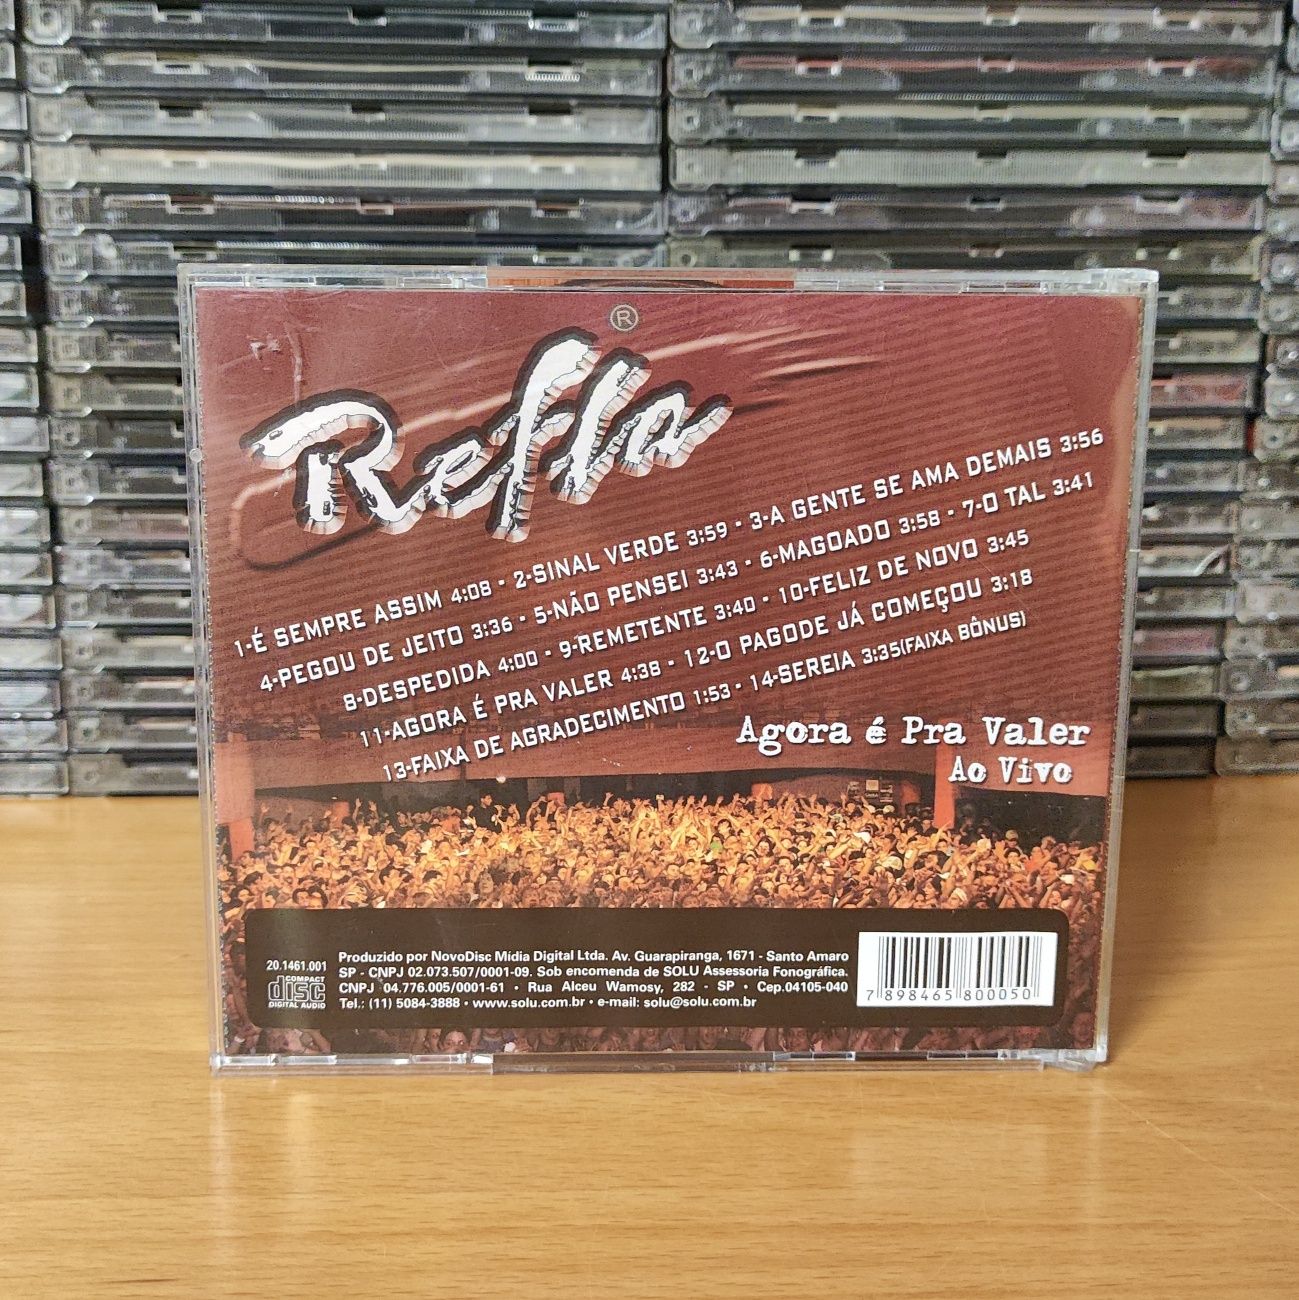 ®
Refla
1-É SEMPRE ASSIM 4:08 - 2-SINAL VERDE 3:59 - 3-A GENTE SE AMA DEMAIS 3:56
4-PEGOU DE JEITO 3:36 - 5-NÃO PENSEI 3:43 - 6-MAGOADO 3:58 - 7-O TAL 3:41
8-DESPEDIDA 4:00 - 9-REMETENTE 3:40 - 10-FELIZ DE NOVO 3:45
11-AGORA É PRA VALER 4:38 - 12-O PAGODE JÁ COMEÇOU 3:18
13-FAIXA DE AGRADECIMENTO 1:53 - 14-SEREIA 3:35(FAIXA BÔNUS)
Agora é Pra Valer
Ao Vivo
20.1461.001
COMPACT
disc
DIGITAL AUDIO
Produzido por NovoDisc Mídia Digital Ltda. Av. Guarapiranga, 1671 - Santo Amaro
SP - CNPJ 02.073.507/0001-09. Sob encomenda de SOLU Assessoria Fonográfica.
CNPJ 04.776.005/0001-61 • Rua Alceu Wamosy, 282 - SP • Cep.04105-040
Tel.: (11) 5084-3888 • www.solu.com.br • e-mail: solu@solu.com.br
7 898465 800050